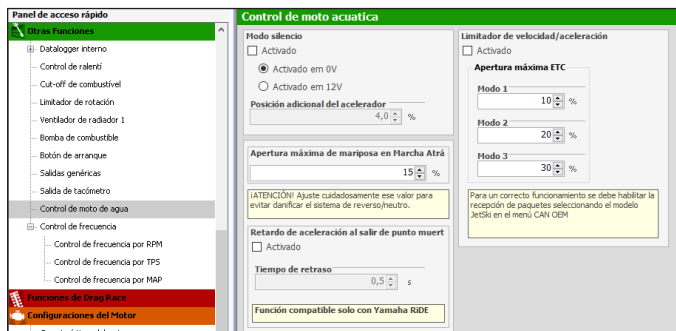 Panel de acceso rápido
Otras Funciones
Datalogger interno
Control de ralentí
Cut-off de combustível
Limitador de rotación
Ventilador de radiador 1
Bomba de combustible
Botón de arranque
Salidas genéricas
Salida de tacómetro
Control de moto de agua
Control de frecuencia
Control de frecuencia por RPM
Control de frecuencia por TPS
Control de frecuencia por MAP
Funciones de Drag Race
Configuraciones del Motor
Control de moto acuatica
Modo silencio
Activado
Activado em 0V
Activado em 12V
Posición adicional del acelerador
4,0 %
Apertura máxima de mariposa en Marcha Atrá
15 %
¡ATENCIÓN! Ajuste cuidadosamente ese valor para
evitar danificar el sistema de reverso/neutro.
Retardo de aceleración al salir de punto muert
Activado
Tiempo de retraso
0,5 s
Función compatible solo con Yamaha RiDE
Limitador de velocidad/aceleración
Activado
Apertura máxima ETC
Modo 1
10 %
Modo 2
20 %
Modo 3
30 %
Para un correcto funcionamiento se debe habilitar la
recepción de paquetes seleccionando el modelo
JetSki en el menú CAN OEM